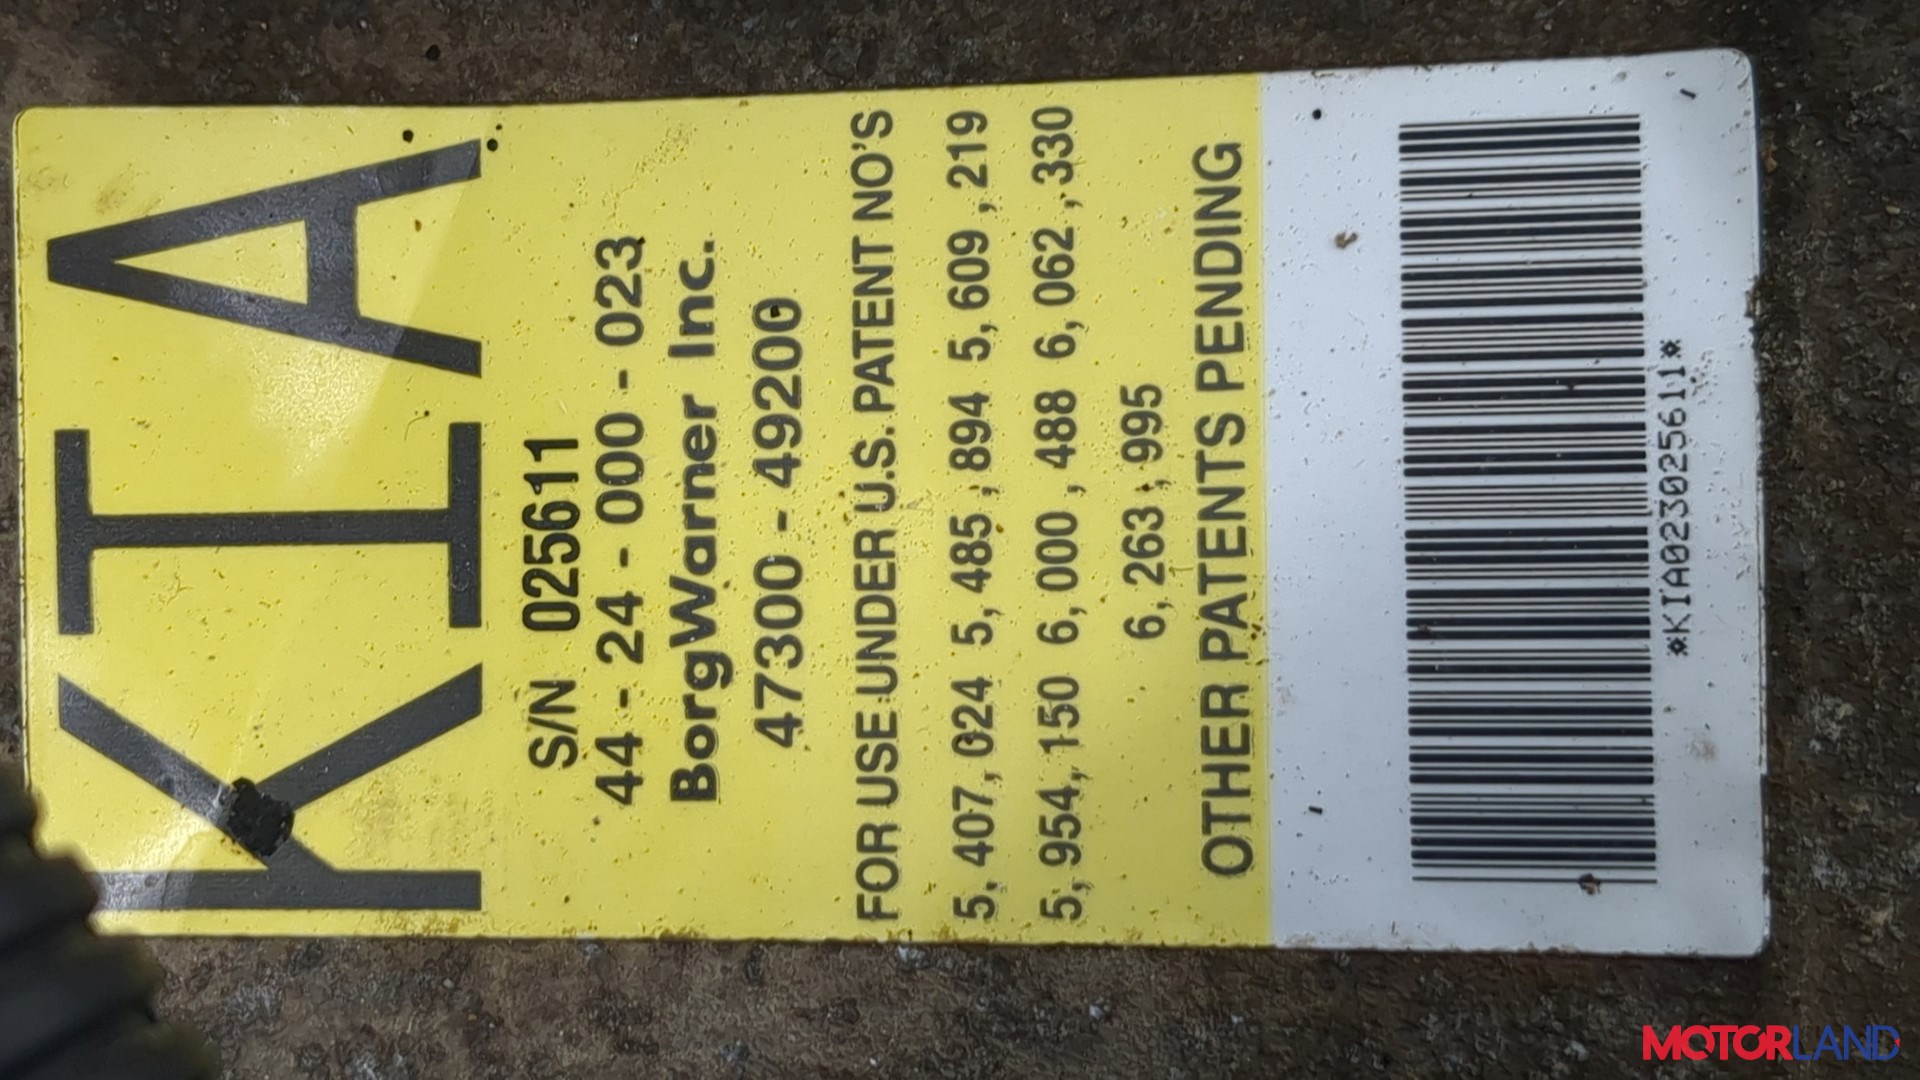 KIA
S/N 025611
44 - 24 - 000 - 023
BorgWarner Inc.
47300 - 49200
FOR USE UNDER U.S. PATENT NO'S
5,407,024 5,485,894 5,609,219
5,954,150 6,000,488 6,062,330
6,263,995
OTHER PATENTS PENDING
*KIA023025611*
MOTORLAND